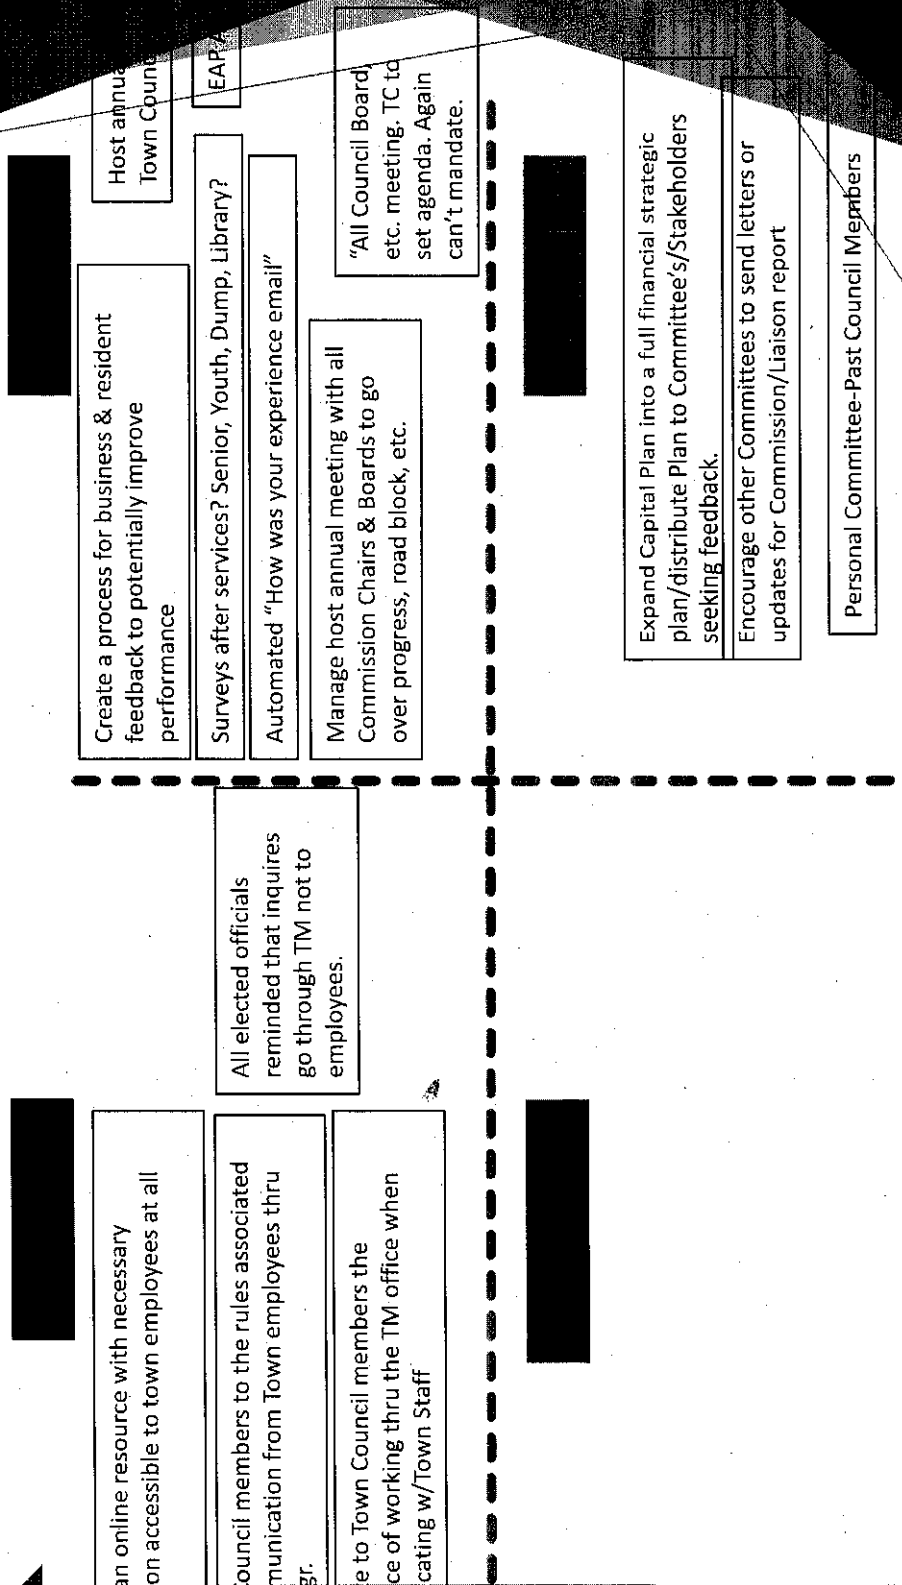 an online resource with necessary
on accessible to town employees at all
Council members to the rules associated
munication from Town employees thru
gr.
e to Town Council members the
ce of working thru the TM office when
cating w/Town Staff
All elected officials
reminded that inquires
go through TM not to
employees.
Create a process for business & resident
feedback to potentially improve
performance
Surveys after services? Senior, Youth, Dump, Library?
Automated “How was your experience email”
Manage host annual meeting with all
Commission Chairs & Boards to go
over progress, road block, etc.
Host annua
Town Coun
EAP-A
“All Council Board,
etc. meeting. TC to
set agenda. Again
can’t mandate.
Expand Capital Plan into a full financial strategic
plan/distribute Plan to Committee’s/Stakeholders
seeking feedback.
Encourage other Committees to send letters or
updates for Commission/Liaison report
Personal Committee-Past Council Members